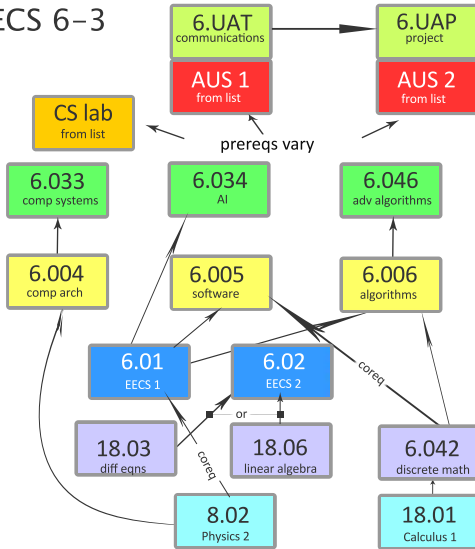 ECS 6-3
6.UAT
communications
6.UAP
project
AUS 1
from list
AUS 2
from list
CS lab
from list
prereqs vary
6.033
comp systems
6.034
AI
6.046
adv algorithms
6.004
comp arch
6.005
software
6.006
algorithms
6.01
EECS 1
6.02
EECS 2
coreq
or
18.03
diff eqns
18.06
linear algebra
6.042
discrete math
coreq
8.02
Physics 2
18.01
Calculus 1